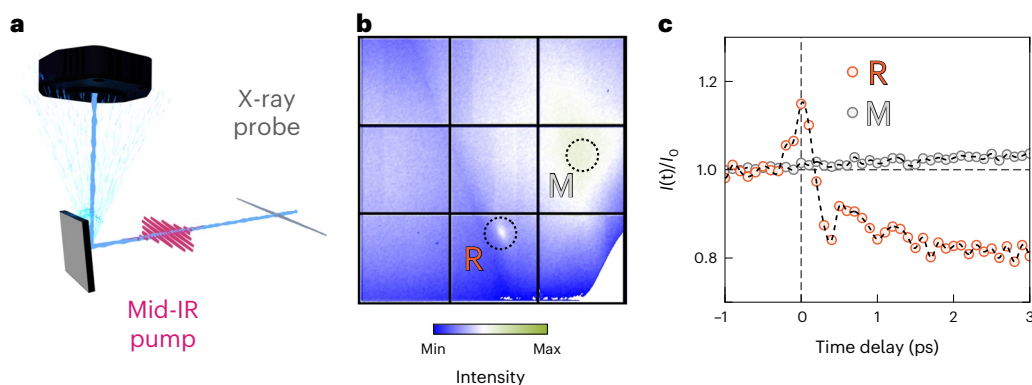 a
X-ray
probe
Mid-IR
pump
b
M
R
Min
Max
Intensity
c
R
M
1.2
1.0
0.8
I(t)/I₀
−1
0
1
2
3
Time delay (ps)